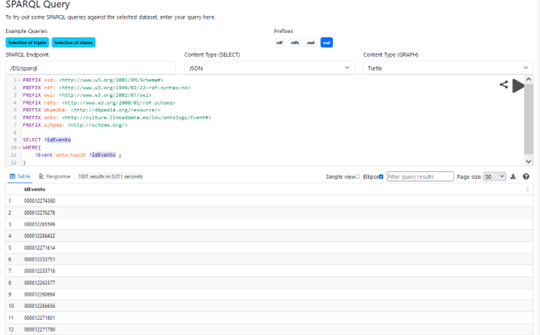 SPARQL Query
To try out some SPARQL queries against the selected dataset, enter your query here.
Example Queries
Prefixes
Selection of triples
Selection of classes
rdf
rdfs
owl
xsd
SPARQL Endpoint
Content Type (SELECT)
Content Type (GRAPH)
/DS/sparql
JSON
Turtle
1 PREFIX xsd: <http://www.w3.org/2001/XMLSchema#>
2 PREFIX rdf: <http://www.w3.org/1999/02/22-rdf-syntax-ns>
3 PREFIX owl: <http://www.w3.org/2002/07/owl>
4 PREFIX rdfs: <http://www.w3.org/2000/01/rdf-schema>
5 PREFIX dbpedia: <http://dbpedia.org/resource/>
6 PREFIX onto: <http://culture.linkeddata.es/lov/ontology/Event#>
7 PREFIX schema: <http://schema.org/>
8
9 SELECT ?idEvento
10 WHERE{
11 ?Event onto:hasID ?idEvento ;
12 }
Table
Response
1001 results in 0.011 seconds
Simple view
Ellipse
Filter query results
Page size:
50
idEvento
1 000012274360
2 000012276278
3 000012265599
4 000012266432
5 000012271614
6 000012233751
7 000012233716
8 000012263377
9 000012280894
10 000012266656
11 000012271801
12 000012271790